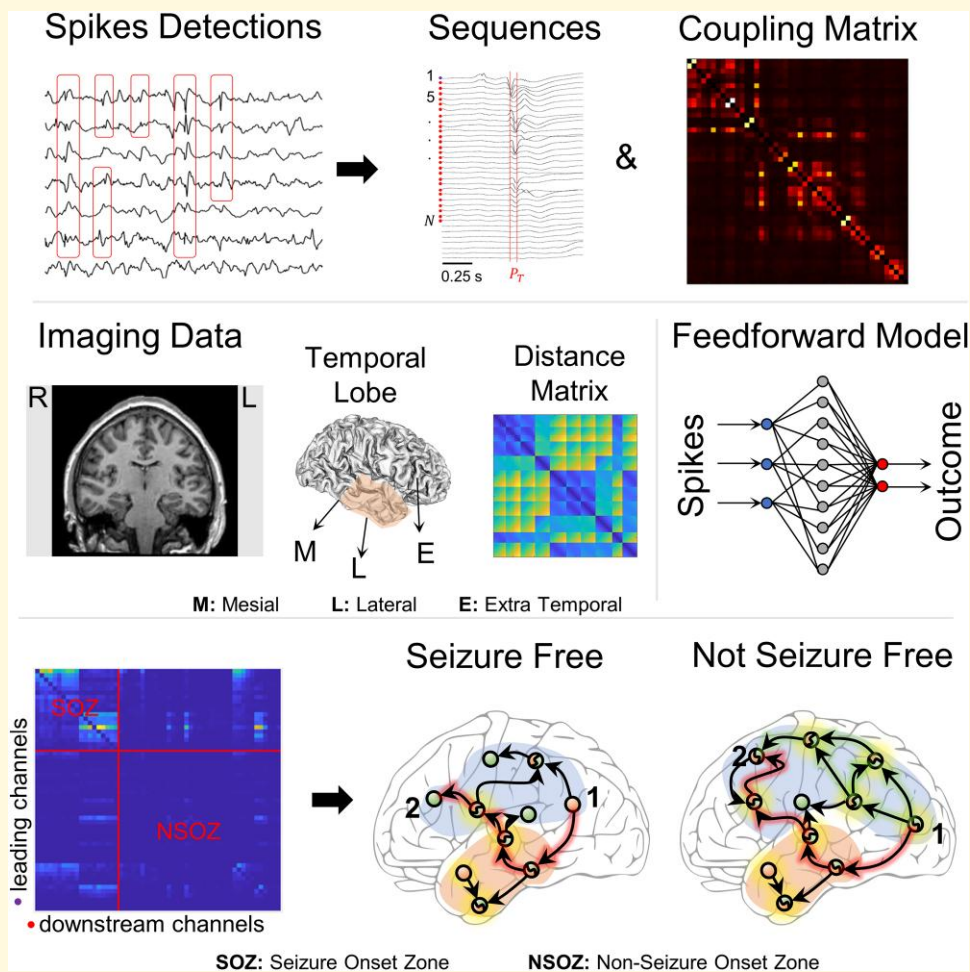 Spikes Detections
Sequences
Coupling Matrix
1
5
.
.
.
N
0.25 s
P_T
&
Imaging Data
R
L
Temporal
Lobe
M
L
E
Distance
Matrix
M: Mesial L: Lateral E: Extra Temporal
Feedforward Model
Spikes
Outcome
SOZ
NSOZ
• leading channels
• downstream channels
Seizure Free
1
2
Not Seizure Free
2
1
SOZ: Seizure Onset Zone NSOZ: Non-Seizure Onset Zone